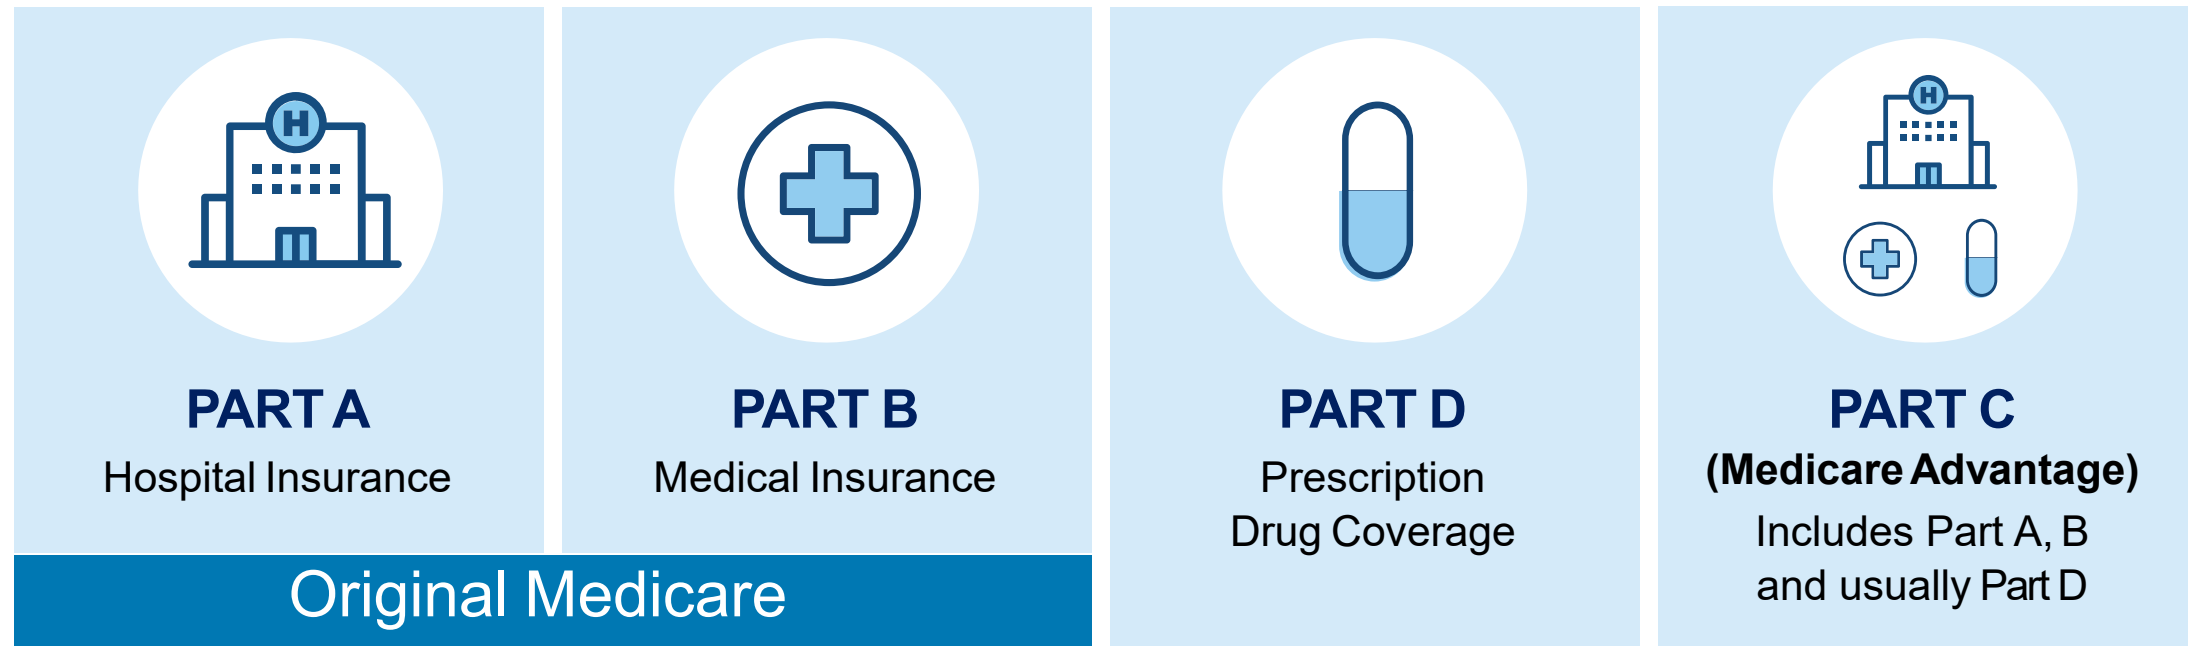 H
PART A
Hospital Insurance
PART B
Medical Insurance
Original Medicare
PART D
Prescription
Drug Coverage
H
PART C
(Medicare Advantage)
Includes Part A, B
and usually Part D